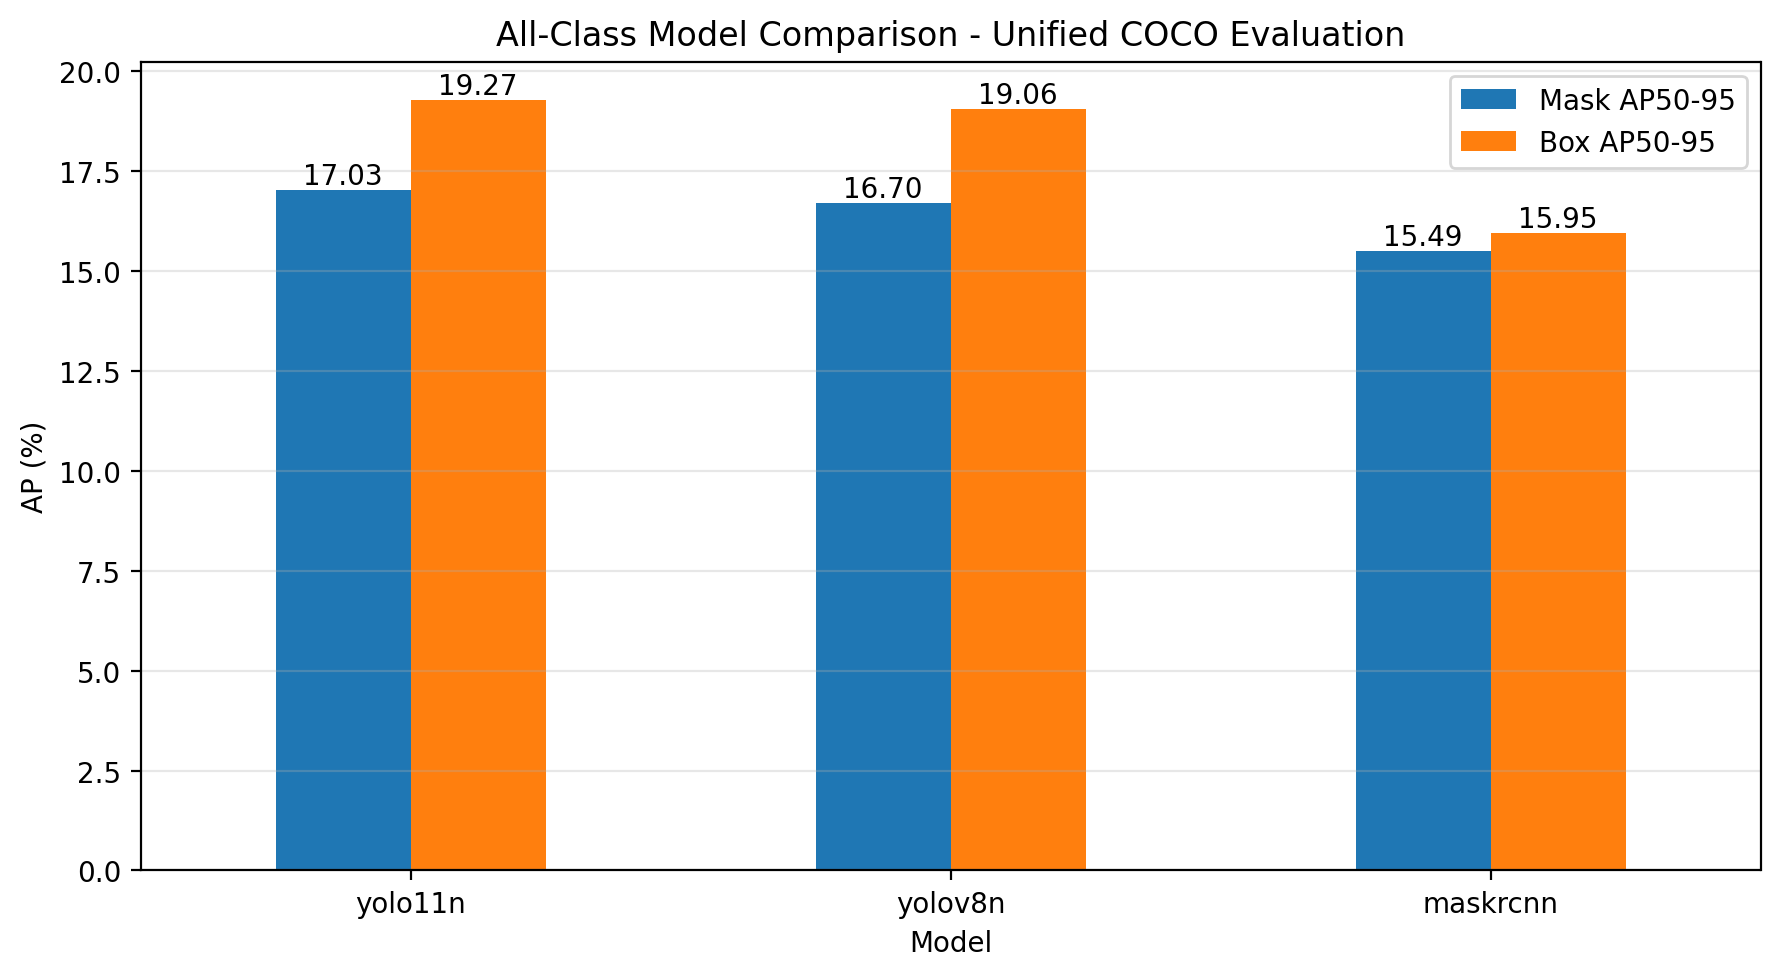 All-Class Model Comparison - Unified COCO Evaluation
20.0
17.5
15.0
12.5
10.0
7.5
5.0
2.5
0.0
AP (%)
17.03
19.27
16.70
19.06
15.49
15.95
Mask AP50-95
Box AP50-95
yolo11n
yolov8n
maskrcnn
Model